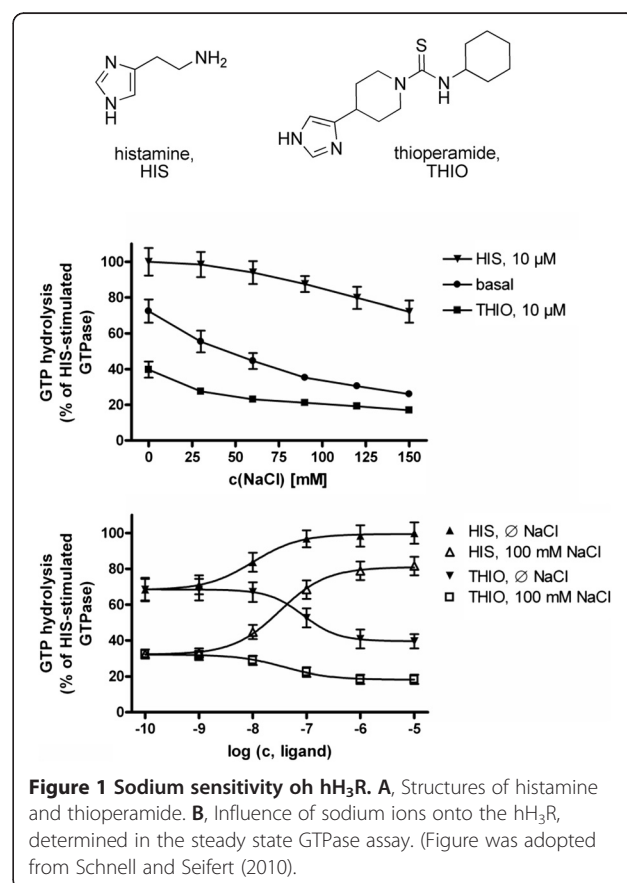 NH₂
N
N
H
histamine,
HIS
S
N
N
H
HN
N
thioperamide,
THIO
GTP hydrolysis
(% of HIS-stimulated
GTPase)
100
80
60
40
20
0
0 25 50 75 100 125 150
c(NaCl) [mM]
HIS, 10 µM
basal
THIO, 10 µM
GTP hydrolysis
(% of HIS-stimulated
GTPase)
100
80
60
40
20
0
-10 -9 -8 -7 -6 -5
log (c, ligand)
HIS, ∅ NaCl
HIS, 100 mM NaCl
THIO, ∅ NaCl
THIO, 100 mM NaCl
Figure 1 Sodium sensitivity oh hH₃R. A, Structures of histamine
and thioperamide. B, Influence of sodium ions onto the hH₃R,
determined in the steady state GTPase assay. (Figure was adopted
from Schnell and Seifert (2010).